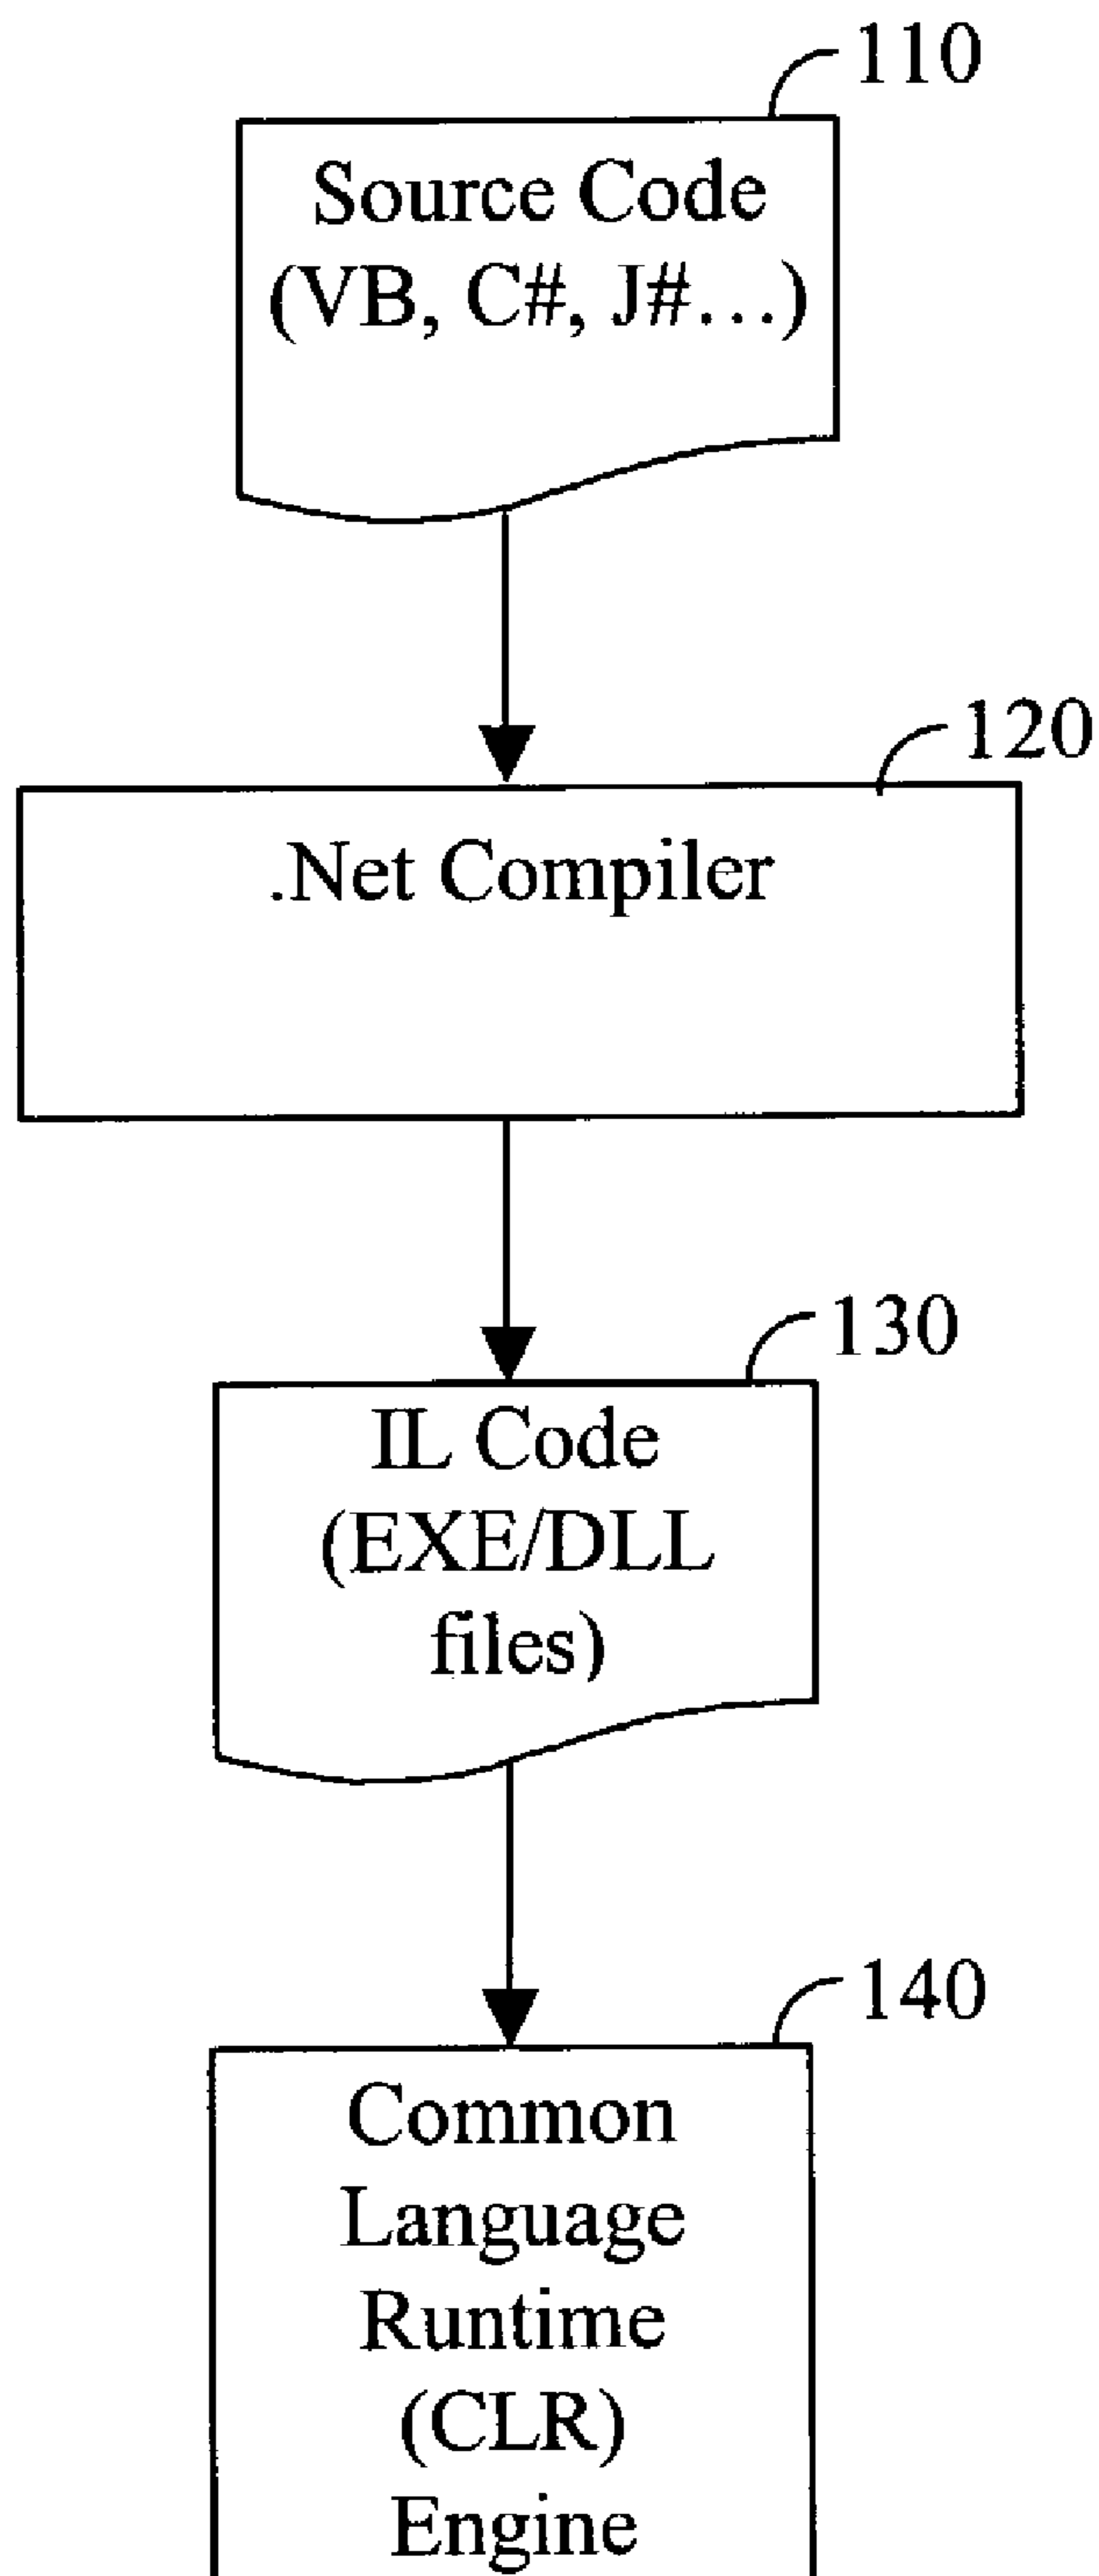 110
Source Code
(VB, C#, J#…)
120
.Net Compiler
130
IL Code
(EXE/DLL
files)
140
Common
Language
Runtime
(CLR)
Engine